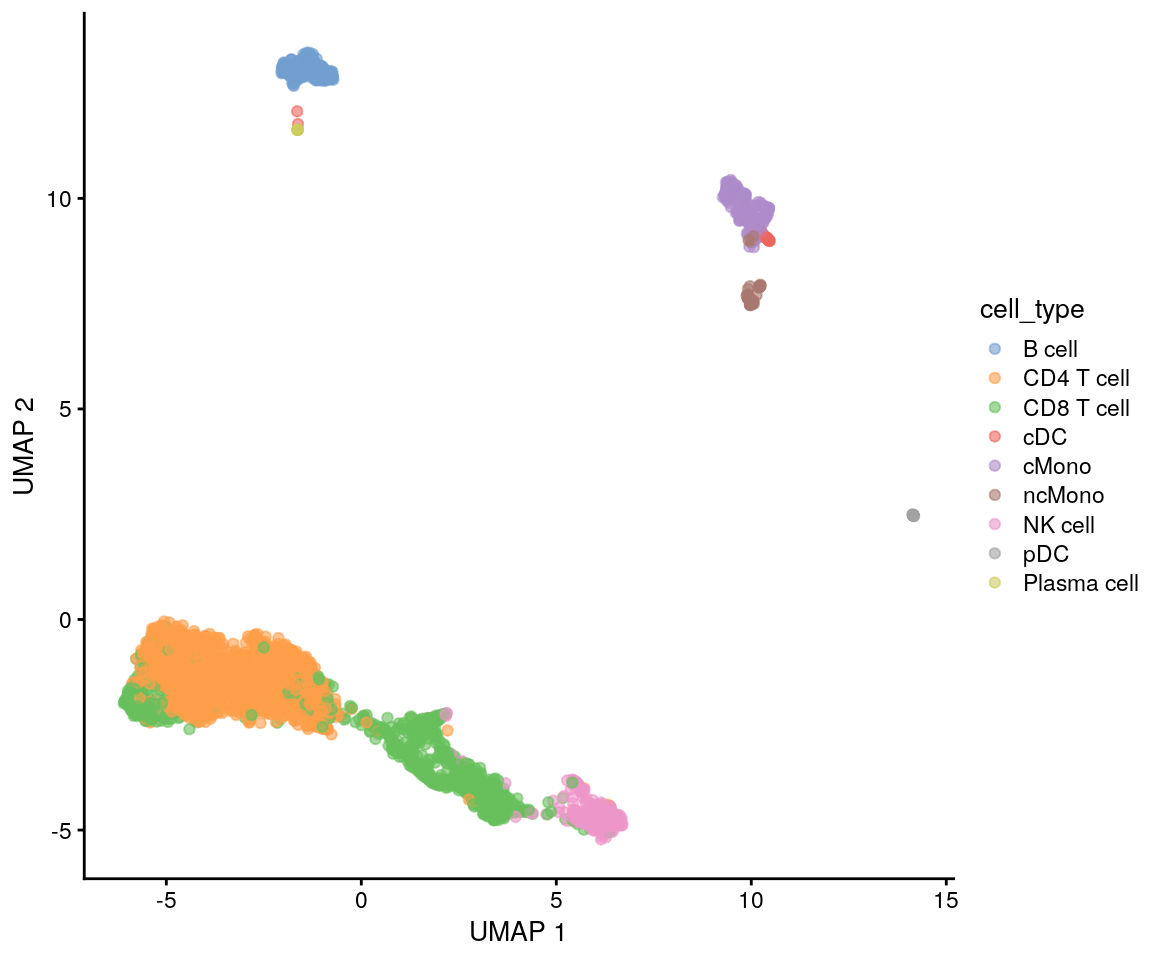 UMAP 2
10
5
0
-5
-5
0
5
10
15
UMAP 1
cell_type
B cell
CD4 T cell
CD8 T cell
cDC
cMono
ncMono
NK cell
pDC
Plasma cell